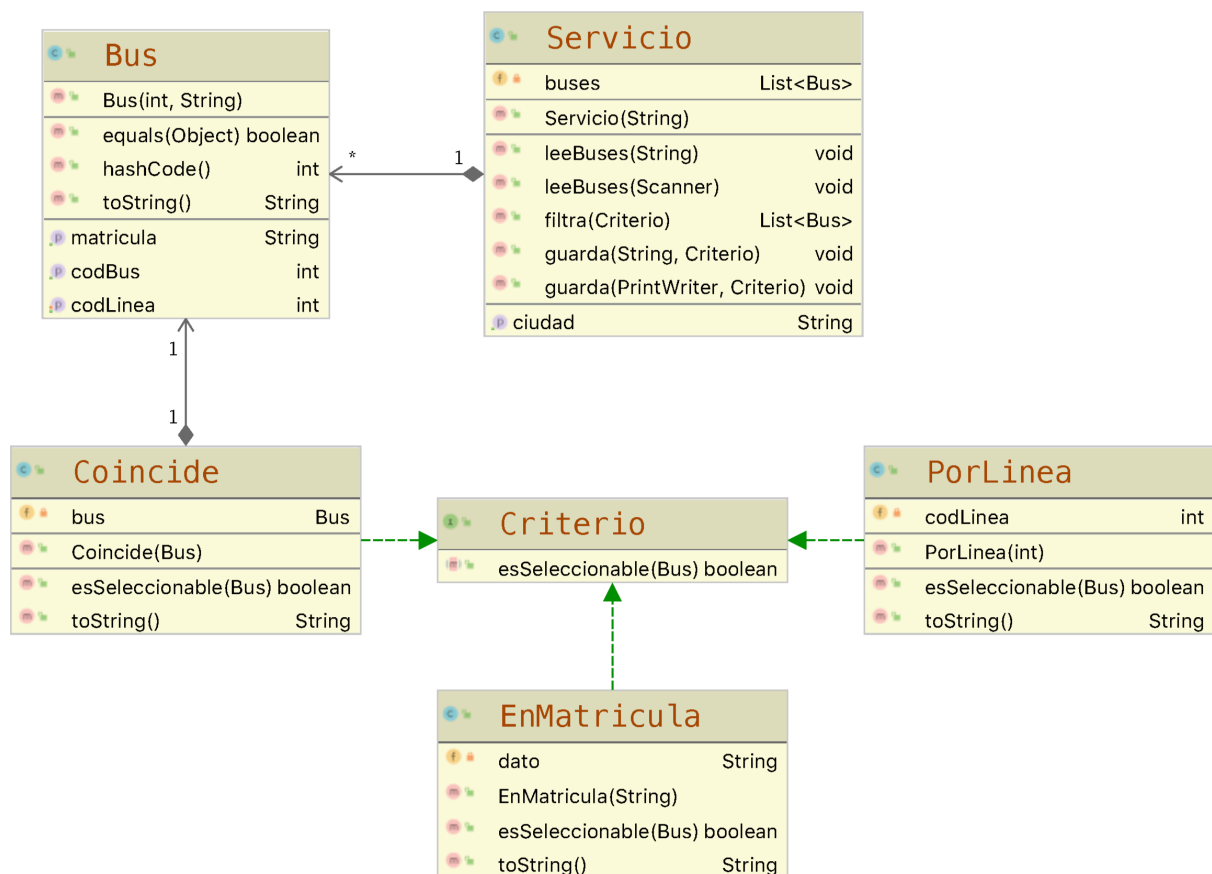 Bus
Bus(int, String)
equals(Object) boolean
hashCode() int
toString() String
matricula String
codBus int
codLinea int
Servicio
buses List<Bus>
Servicio(String)
leeBuses(String) void
leeBuses(Scanner) void
filtra(Criterio) List<Bus>
guarda(String, Criterio) void
guarda(PrintWriter, Criterio) void
ciudad String
* 1
1
1
Coincide
bus Bus
Coincide(Bus)
esSeleccionable(Bus) boolean
toString() String
Criterio
esSeleccionable(Bus) boolean
PorLinea
codLinea int
PorLinea(int)
esSeleccionable(Bus) boolean
toString() String
EnMatricula
dato String
EnMatricula(String)
esSeleccionable(Bus) boolean
toString() String